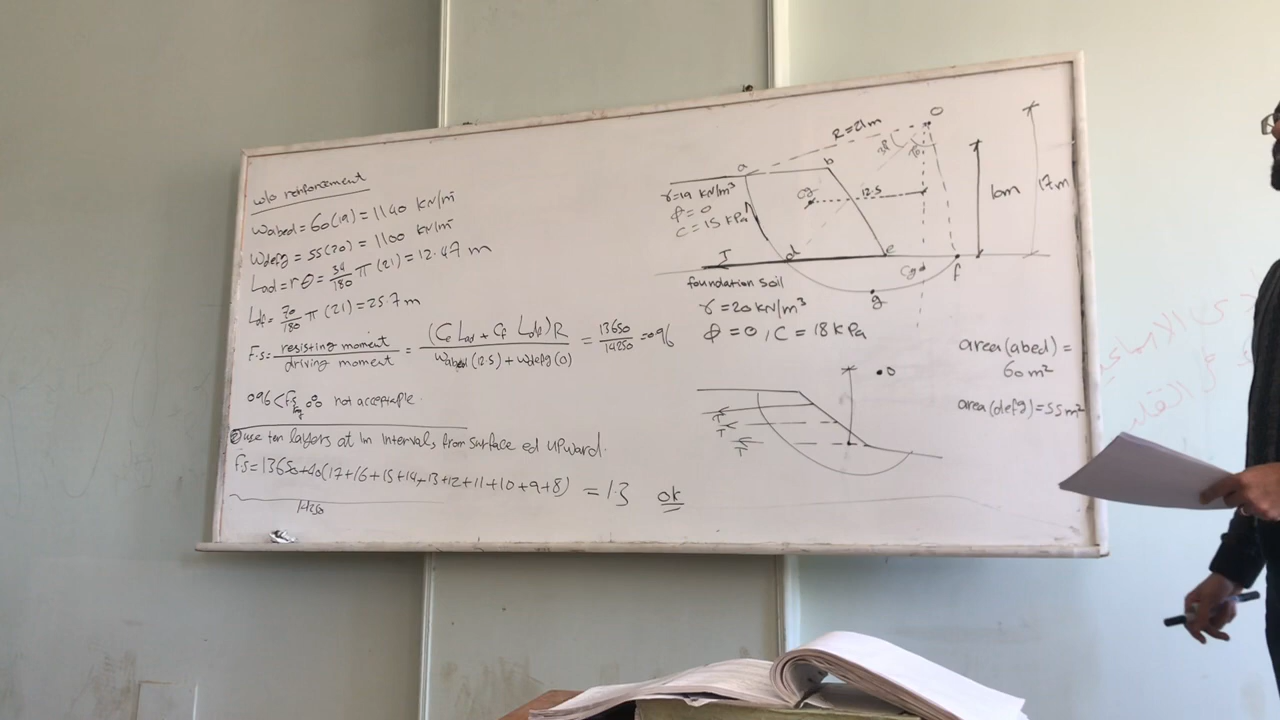 w/o reinforcement
Wabed = 60(19) = 1140 kN/m
Wdefg = 55(20) = 1100 kN/m
Lad = rθ = 34/180 π (21) = 12.47 m
Ldf = 70/180 π (21) = 25.7 m
F.S = resisting moment / driving moment = (Ce Lad + Cf Ldf)R / Wabed (12.5) + Wdefg (0) = 13650 / 14250 = 0.96
not acceptable
② use ten layers at 1m intervals from surface ed upward.
FS = 13650 + 40(17+16+15+14+13+12+11+10+9+8) / 14250 = 1.3 ok
R = 21m
O
a
b
10m
17m
γ = 19 kN/m³
φ = 0
C = 15 kPa
cg
12.5
T
d
e
f
g
foundation soil
γ = 20 kN/m³
φ = 0, C = 18 kPa
area(abed) =
60 m²
area(defg) = 55 m²
O
T
T
T